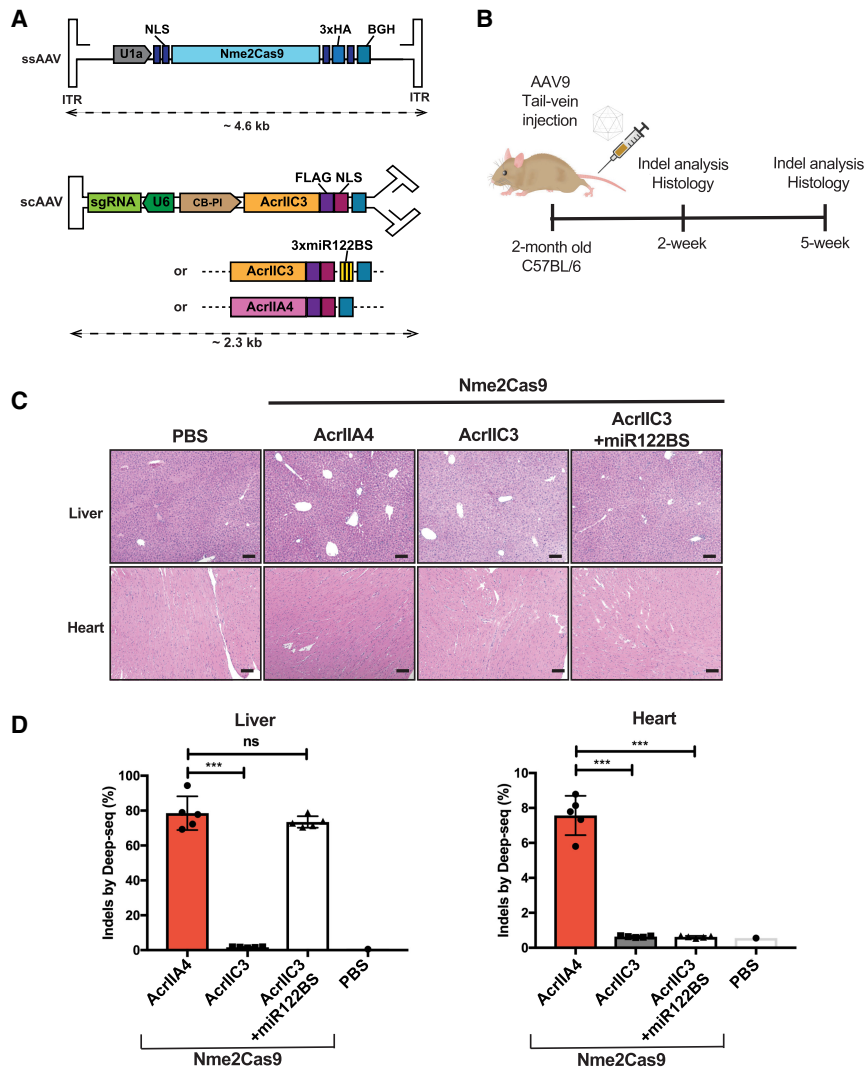 A
NLS
3xHA
BGH
ssAAV
U1a
Nme2Cas9
ITR
ITR
~ 4.6 kb
FLAG
NLS
scAAV
sgRNA
U6
CB-PI
AcrIIC3
3xmiR122BS
or
AcrIIC3
or
AcrIIA4
~ 2.3 kb
B
AAV9
Tail-vein
injection
Indel analysis
Histology
Indel analysis
Histology
2-month old
C57BL/6
2-week
5-week
C
Nme2Cas9
PBS
AcrIIA4
AcrIIC3
AcrIIC3
+miR122BS
Liver
Heart
D
Liver
ns
***
Indels by Deep-seq (%)
100
80
60
40
20
0
AcrIIA4
AcrIIC3
AcrIIC3
+miR122BS
PBS
Nme2Cas9
Heart
***
***
Indels by Deep-seq (%)
10
8
6
4
2
0
AcrIIA4
AcrIIC3
AcrIIC3
+miR122BS
PBS
Nme2Cas9